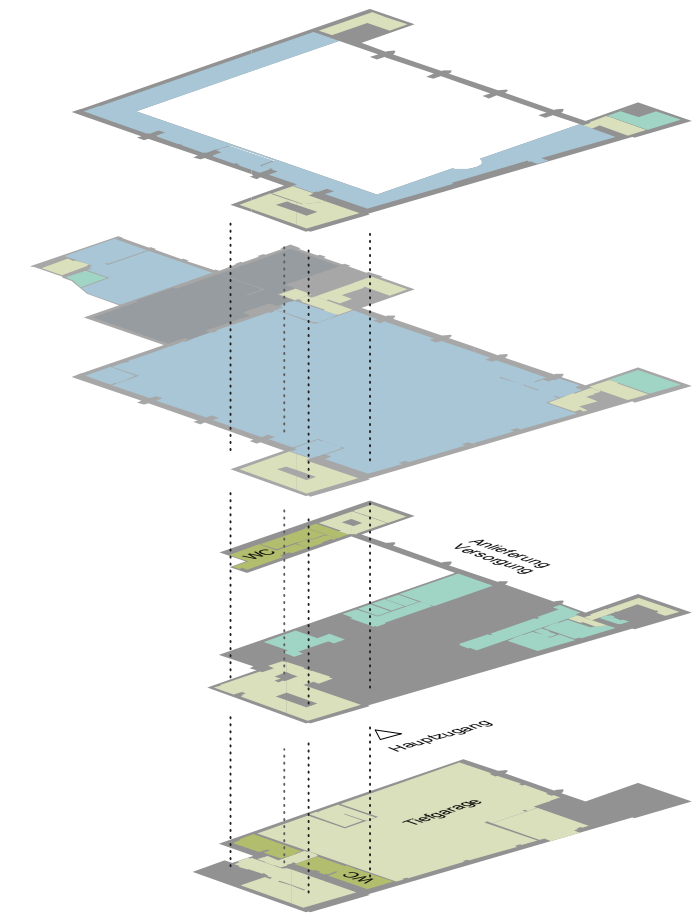 WC
Anlieferung
Versorgung
Hauptzugang
Tiefgarage
WC